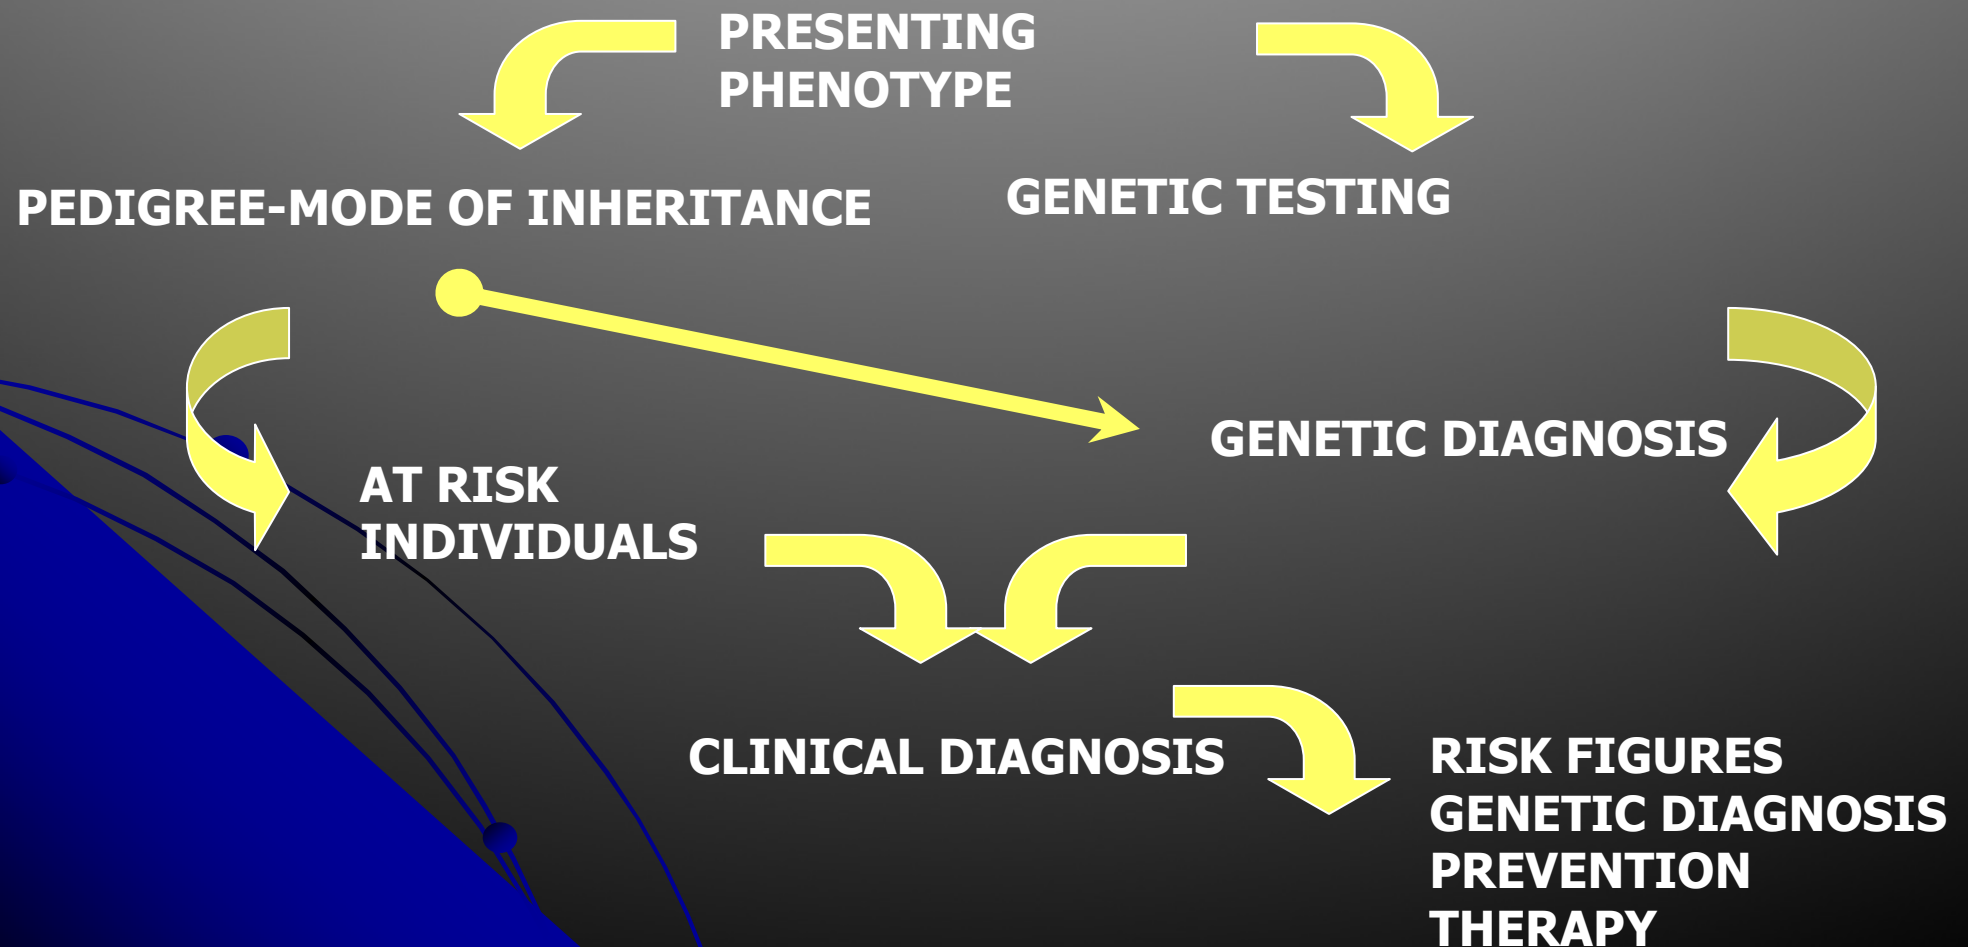 PRESENTING
PHENOTYPE
PEDIGREE-MODE OF INHERITANCE
GENETIC TESTING
GENETIC DIAGNOSIS
AT RISK
INDIVIDUALS
CLINICAL DIAGNOSIS
RISK FIGURES
GENETIC DIAGNOSIS
PREVENTION
THERAPY